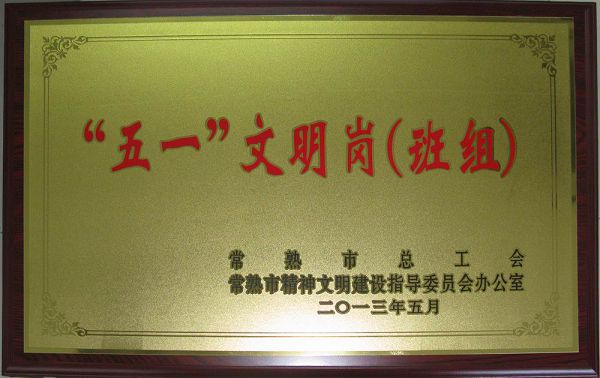 “五一”文明岗(班组)
常熟市总工会
常熟市精神文明建设指导委员会办公室
二〇一三年五月